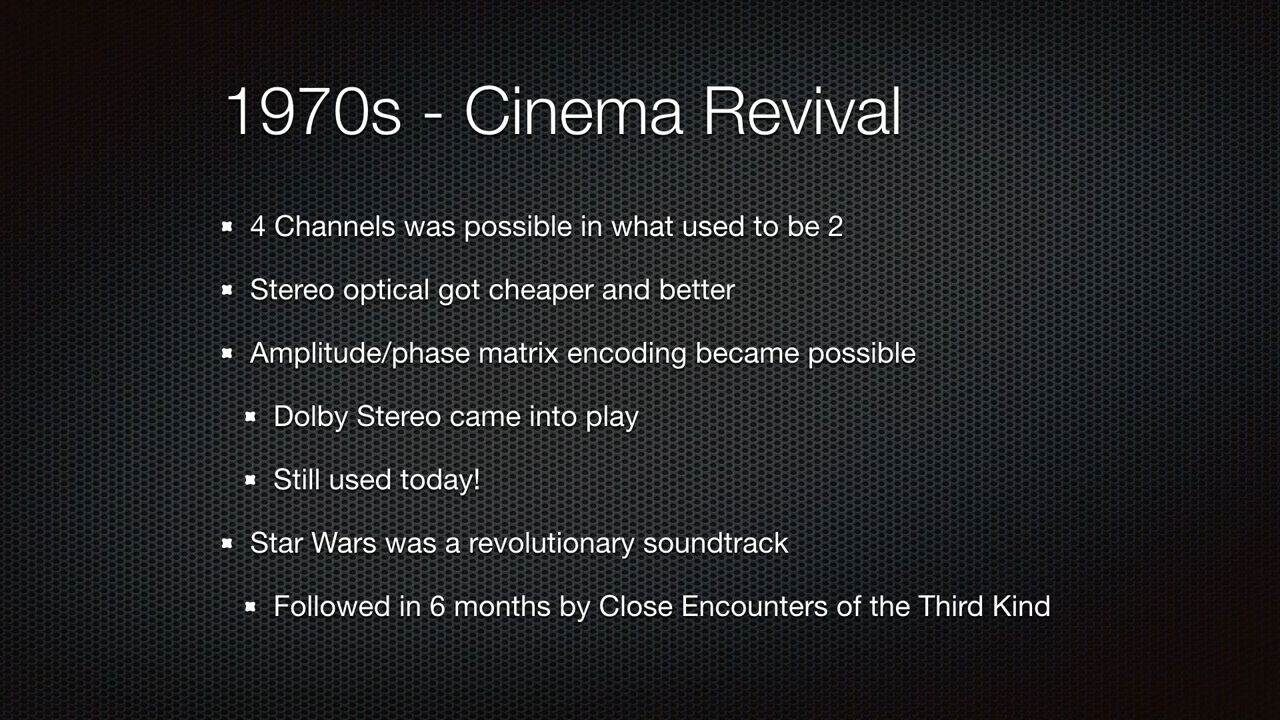 1970s - Cinema Revival
4 Channels was possible in what used to be 2
Stereo optical got cheaper and better
Amplitude/phase matrix encoding became possible
Dolby Stereo came into play
Still used today!
Star Wars was a revolutionary soundtrack
Followed in 6 months by Close Encounters of the Third Kind